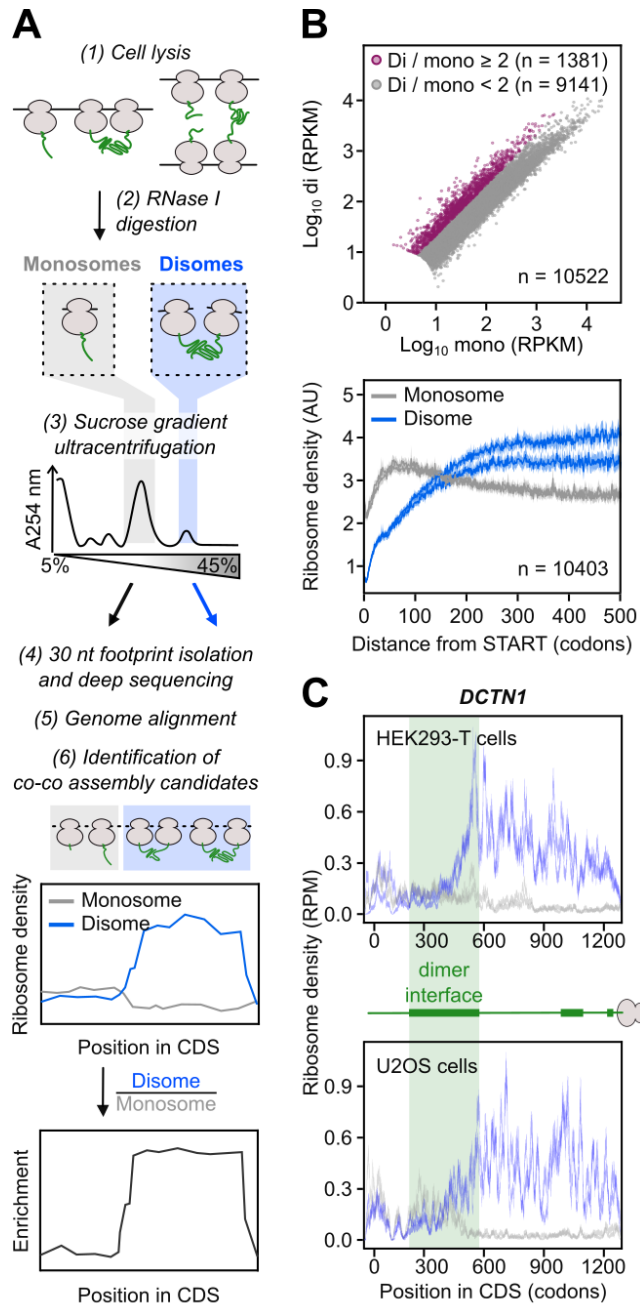 A
(1) Cell lysis
(2) RNase I
digestion
Monosomes Disomes
(3) Sucrose gradient
ultracentrifugation
A254 nm
5% 45%
(4) 30 nt footprint isolation
and deep sequencing
(5) Genome alignment
(6) Identification of
co-co assembly candidates
Ribosome density
Monosome
Disome
Position in CDS
Disome
Monosome
Enrichment
Position in CDS
B
Di / mono ≥ 2 (n = 1381)
Di / mono < 2 (n = 9141)
Log10 di (RPKM)
4
3
2
1
0
n = 10522
0 1 2 3 4
Log10 mono (RPKM)
Ribosome density (AU)
5
4
3
2
1
Monosome
Disome
n = 10403
0 100 200 300 400 500
Distance from START (codons)
C
DCTN1
HEK293-T cells
0.9
0.6
0.3
0.0
0 300 600 900 1200
Ribosome density (RPM)
dimer
interface
U2OS cells
0.9
0.6
0.3
0.0
0 300 600 900 1200
Position in CDS (codons)